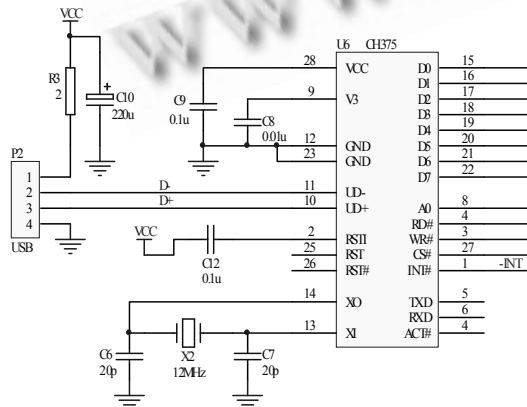 VCC
R3
2
C10
220u
P2
1
2
3
4
USB
D-
D+
VCC
C12
0.1u
C9
0.1u
C8
0.01u
C6
20p
X2
12MHz
C7
20p
U6 CH375
28 VCC D0 15
D1 16
9 V3 D2 17
D3 18
D4 19
12 GND D5 20
23 GND D6 21
D7 22
11 UD-
10 UD+ A0 8
RD# 4
2 RSTI WR# 3
25 RST CS# 27
26 RST# INT# 1 -INT
14 XO TXD 5
RXD 6
13 XI ACT# 4